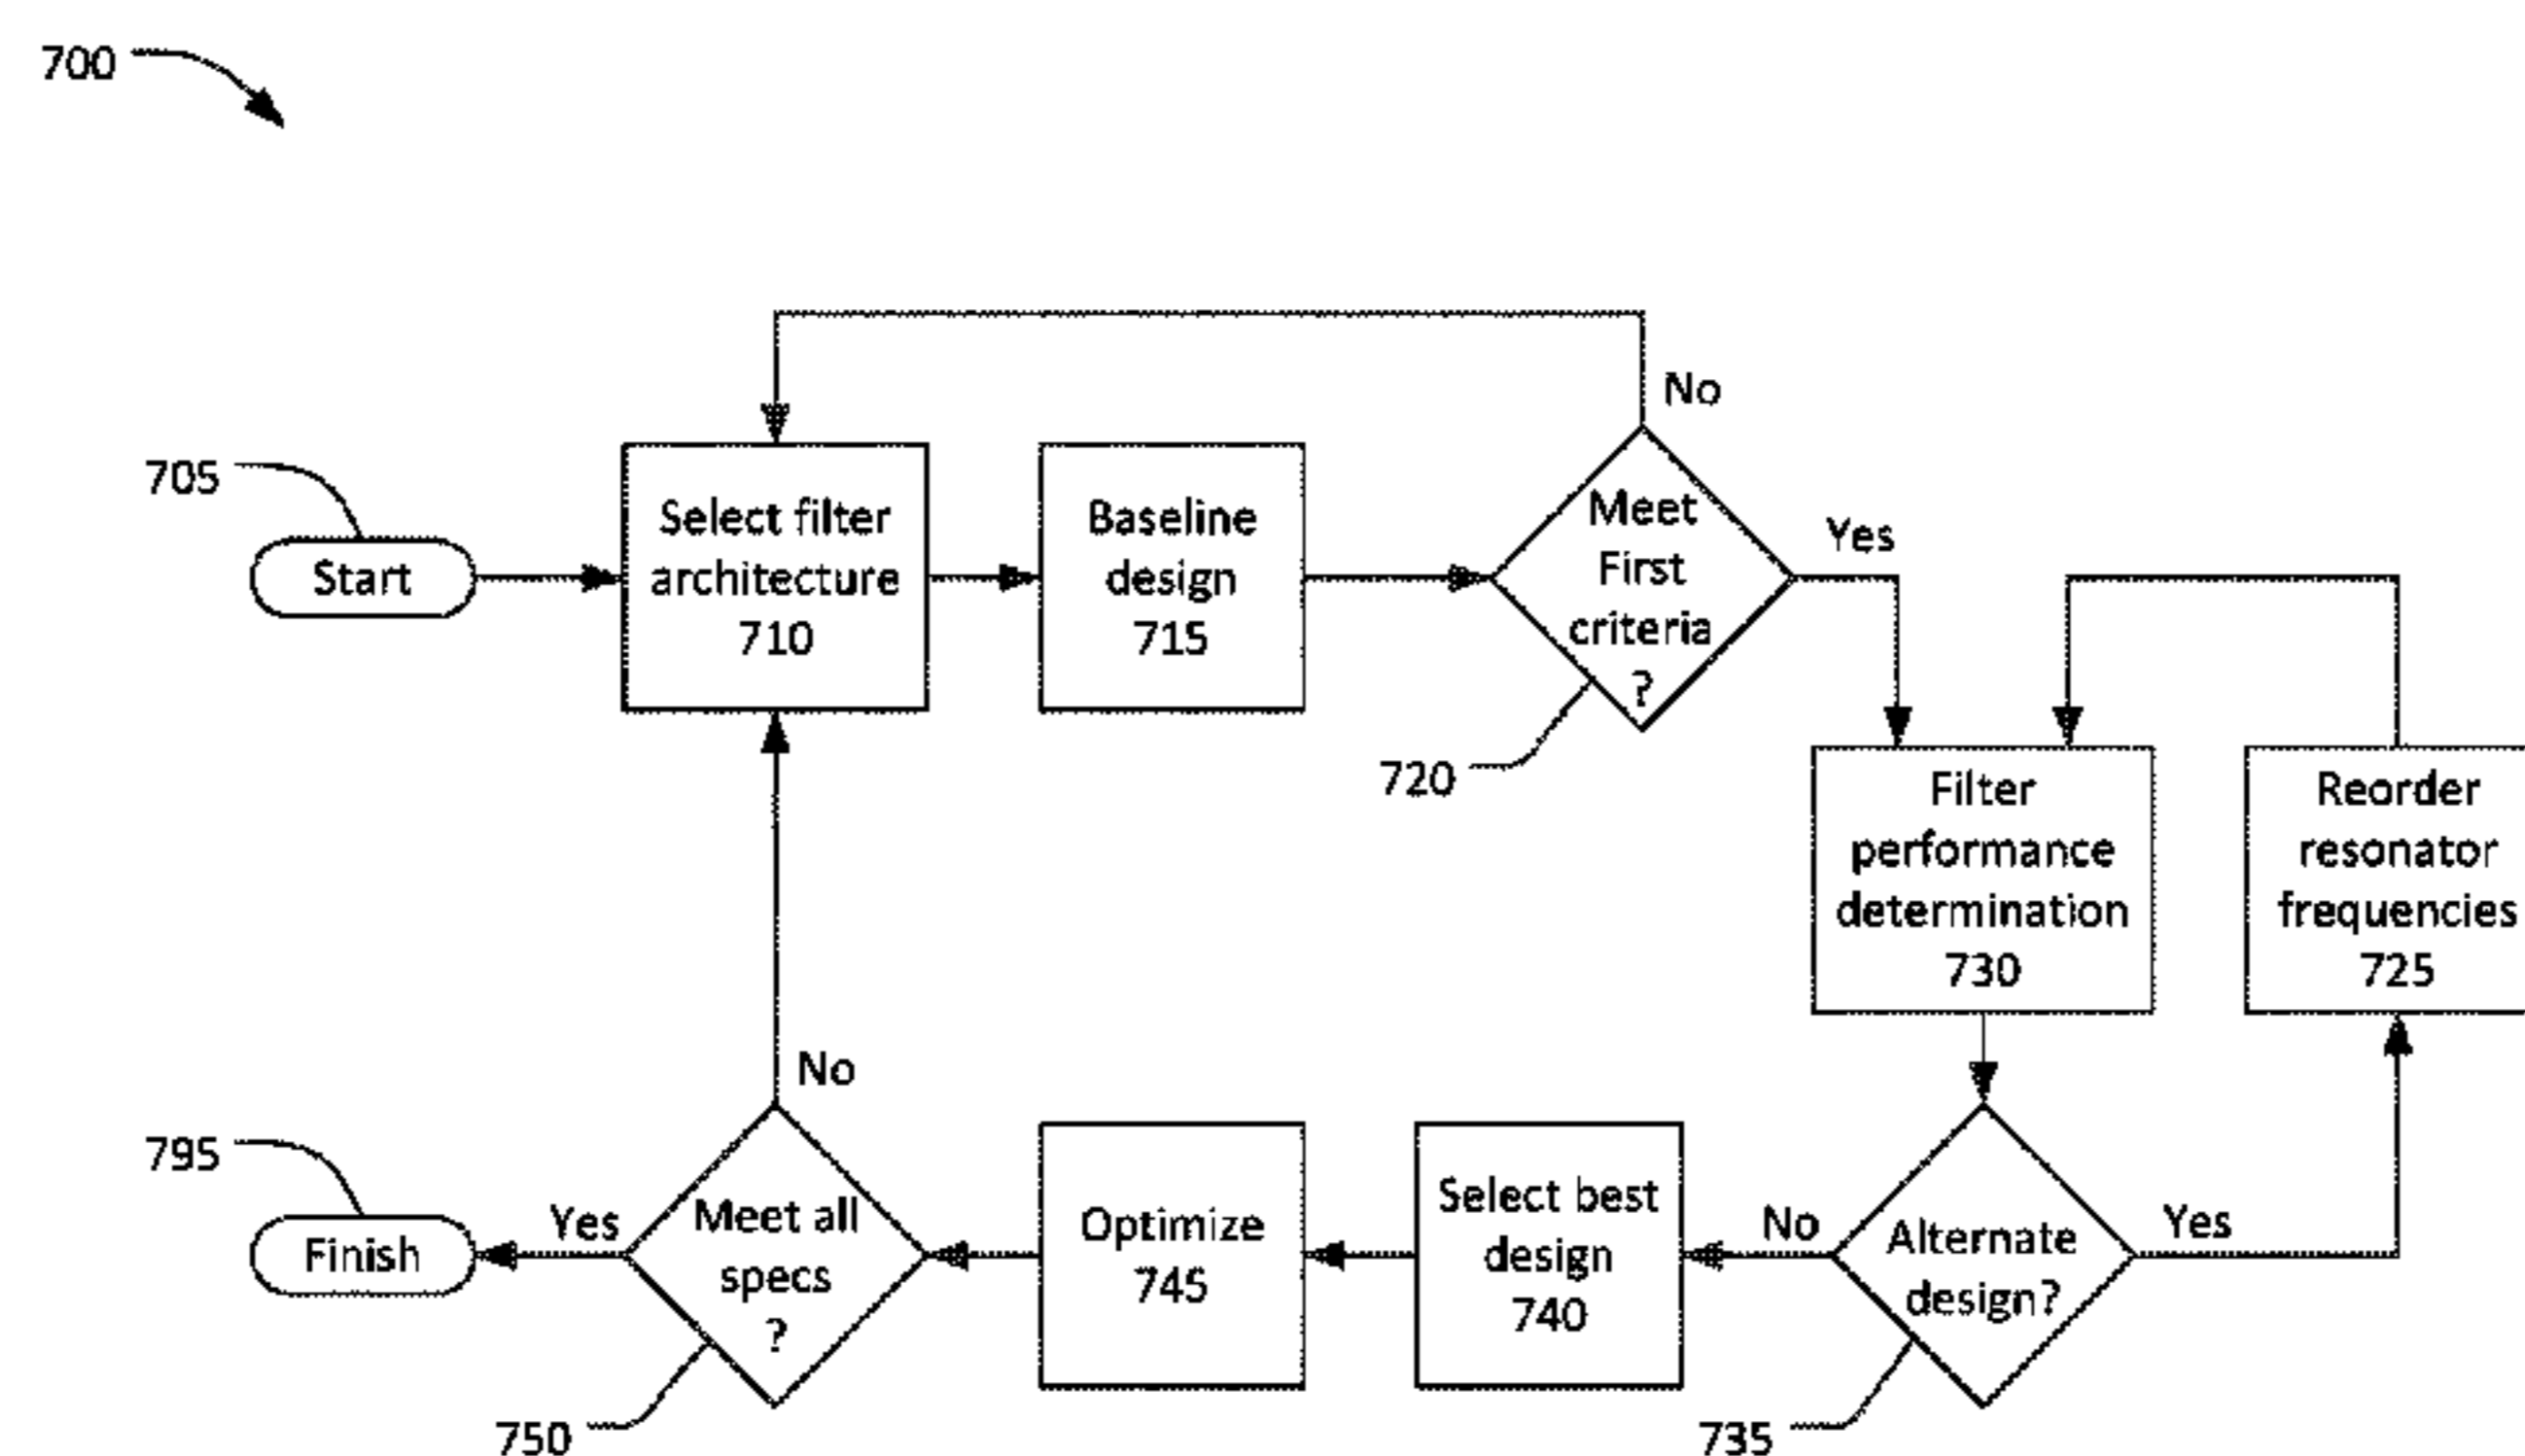 700
No
705
Start
Select filter
architecture
710
Baseline
design
715
Meet
First
criteria
?
Yes
720
Filter
performance
determination
730
Reorder
resonator
frequencies
725
No
795
Finish
Yes
Meet all
specs
?
750
Optimize
745
Select best
design
740
No
Alternate
design?
Yes
735